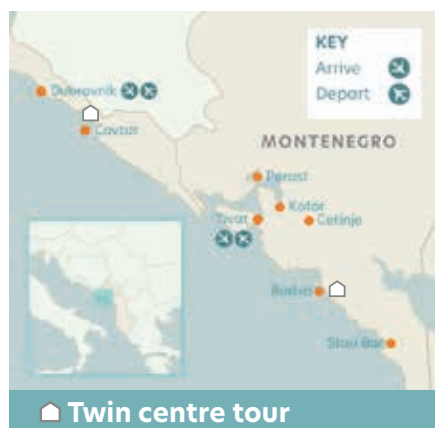 KEY
Arrive
Depart
Dubrovnik
Cavtat
MONTENEGRO
Perast
Kotor
Tivat
Cetinje
Budva
Stari Bar
Twin centre tour